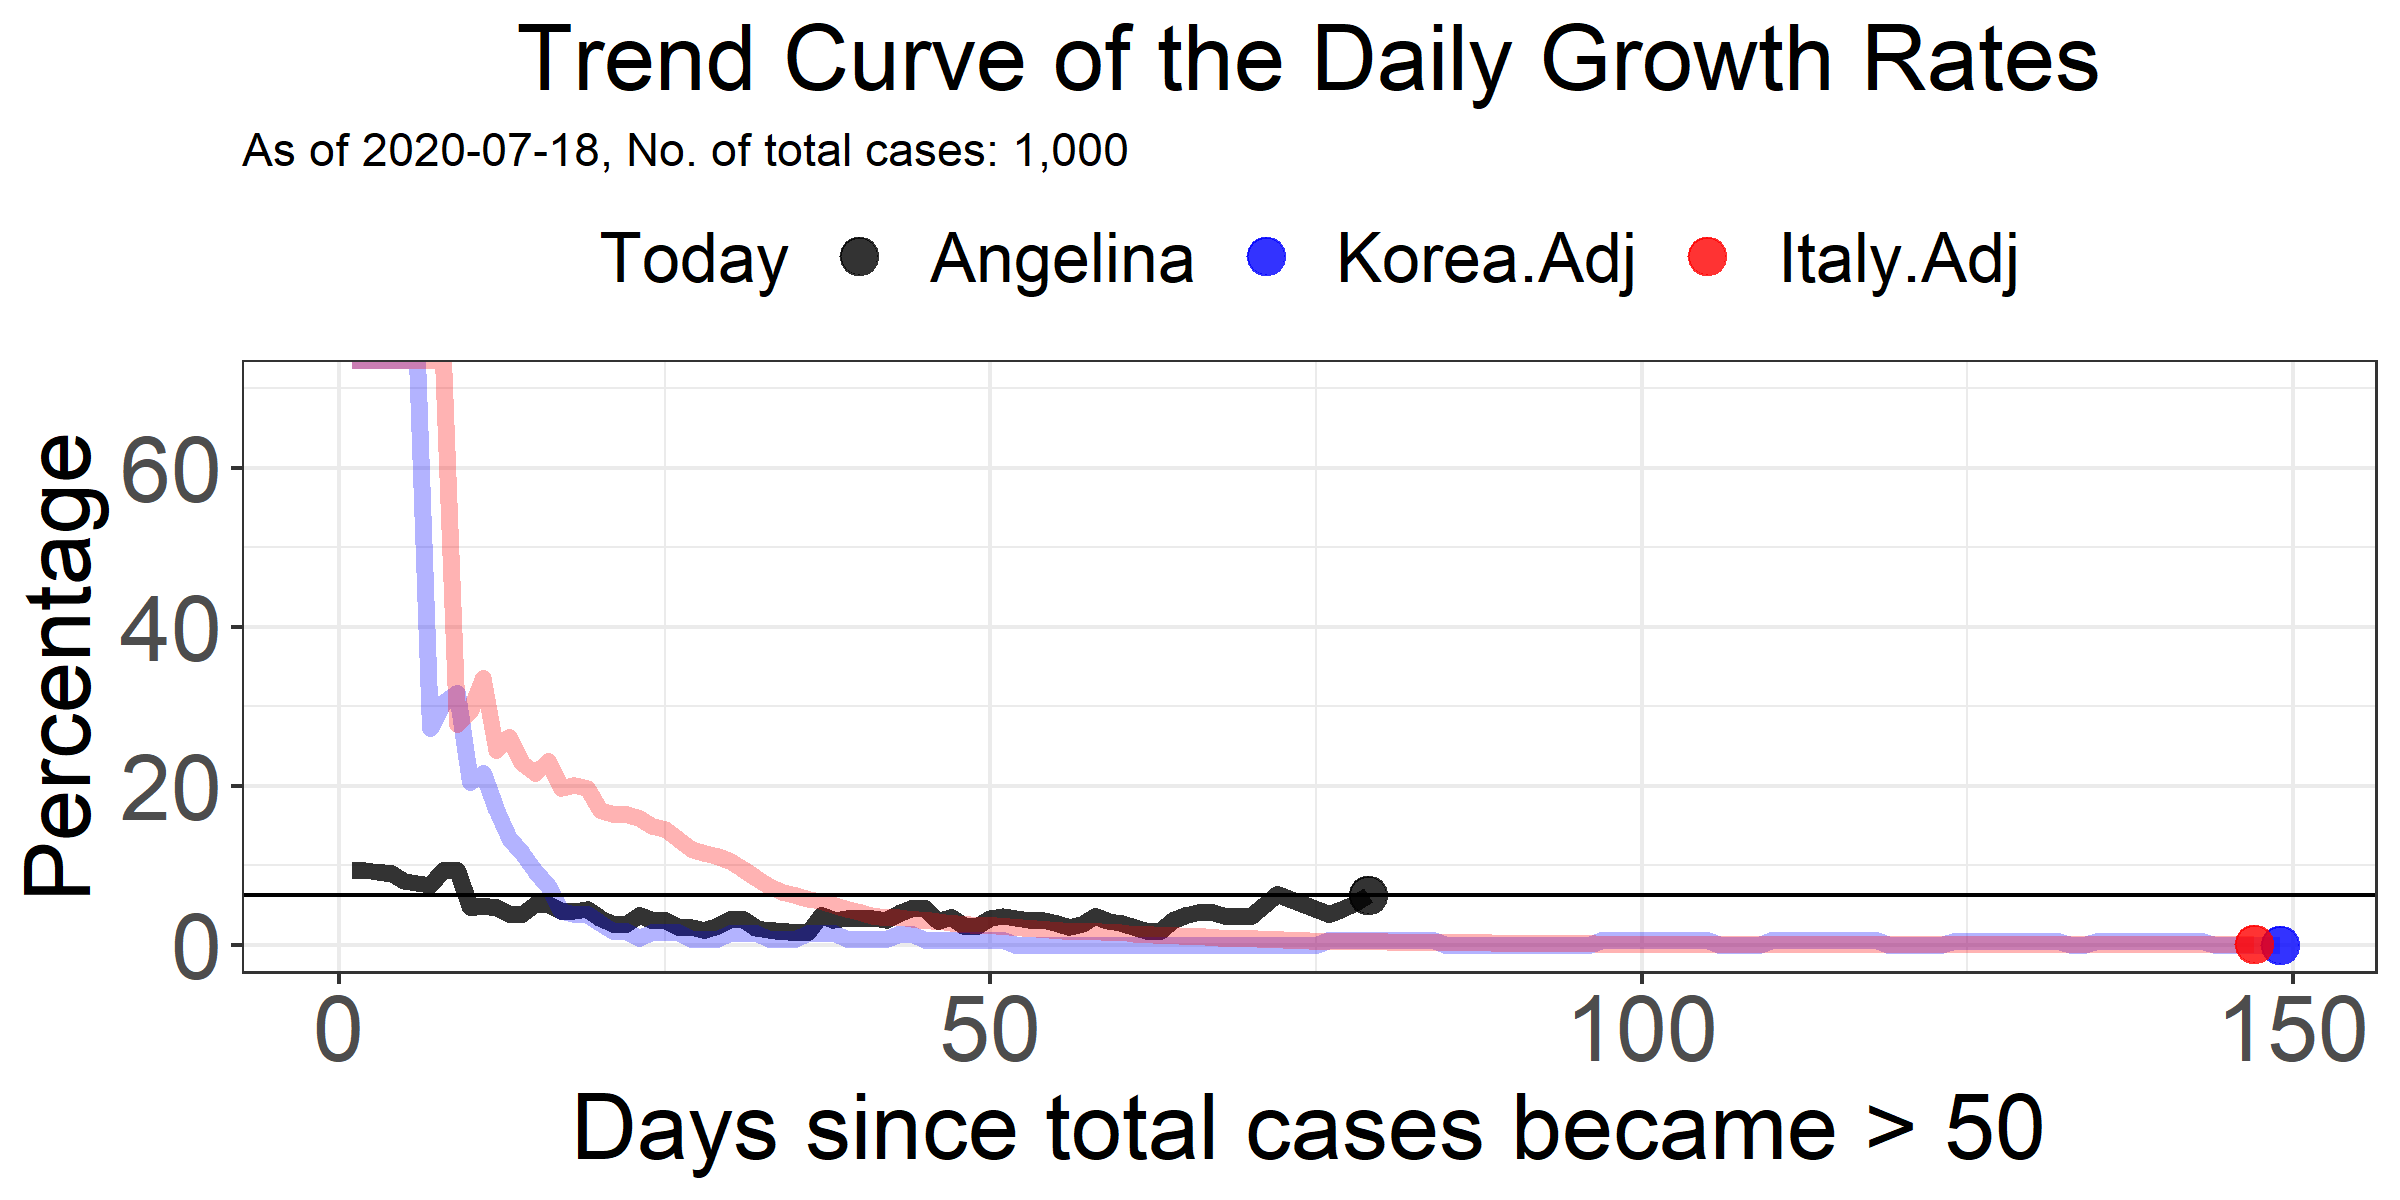 Trend Curve of the Daily Growth Rates
As of 2020-07-18, No. of total cases: 1,000
Today Angelina Korea.Adj Italy.Adj
Percentage
60
40
20
0
0 50 100 150
Days since total cases became > 50